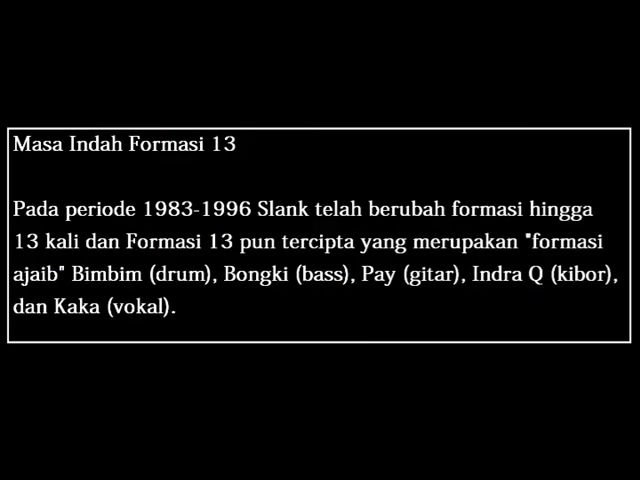 Masa Indah Formasi 13
Pada periode 1983-1996 Slank telah berubah formasi hingga
13 kali dan Formasi 13 pun tercipta yang merupakan "formasi
ajaib" Bimbim (drum), Bongki (bass), Pay (gitar), Indra Q (kibor),
dan Kaka (vokal).